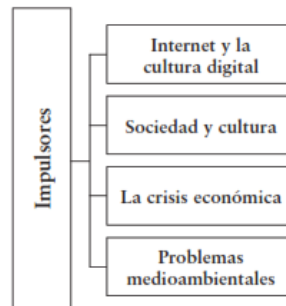 Impulsores
Internet y la
cultura digital
Sociedad y cultura
La crisis económica
Problemas
medioambientales